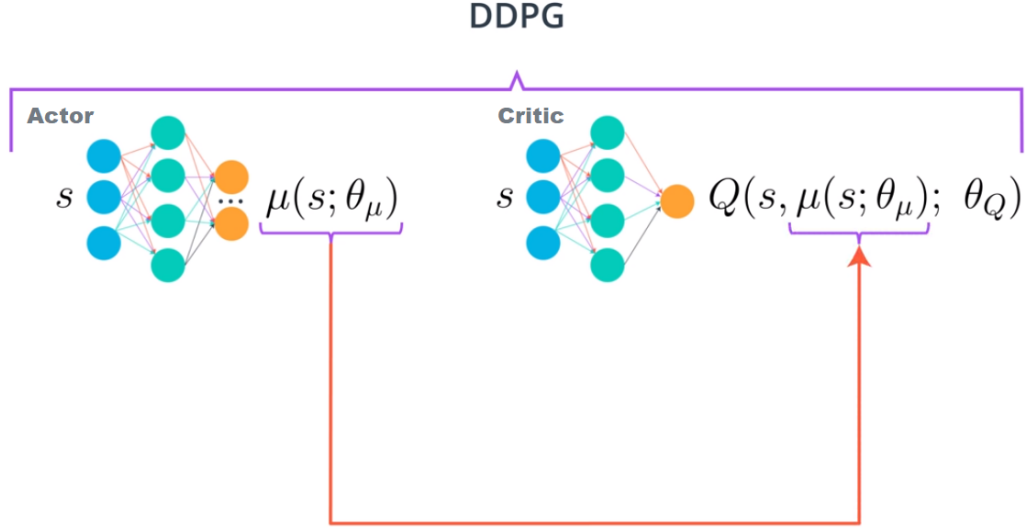 DDPG
Actor
Critic
s
...
μ(s; θ_μ)
s
Q(s, μ(s; θ_μ); θ_Q)